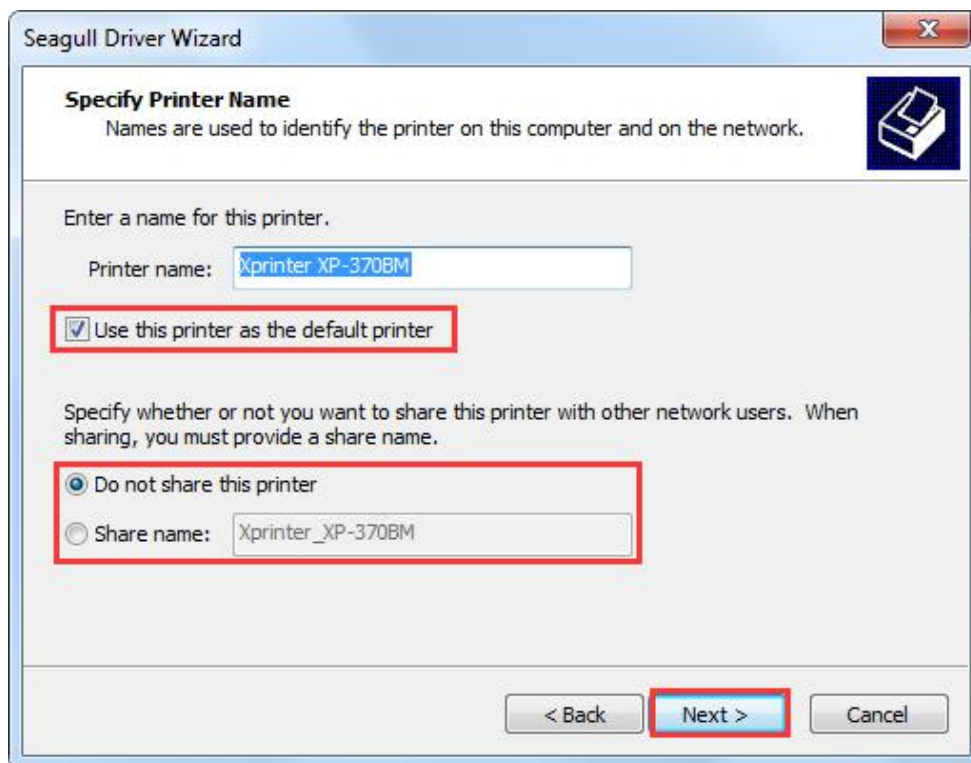 Seagull Driver Wizard
Specify Printer Name
Names are used to identify the printer on this computer and on the network.
Enter a name for this printer.
Printer name: Xprinter XP-370BM
Use this printer as the default printer
Specify whether or not you want to share this printer with other network users.  When
sharing, you must provide a share name.
Do not share this printer
Share name: Xprinter_XP-370BM
< Back Next > Cancel